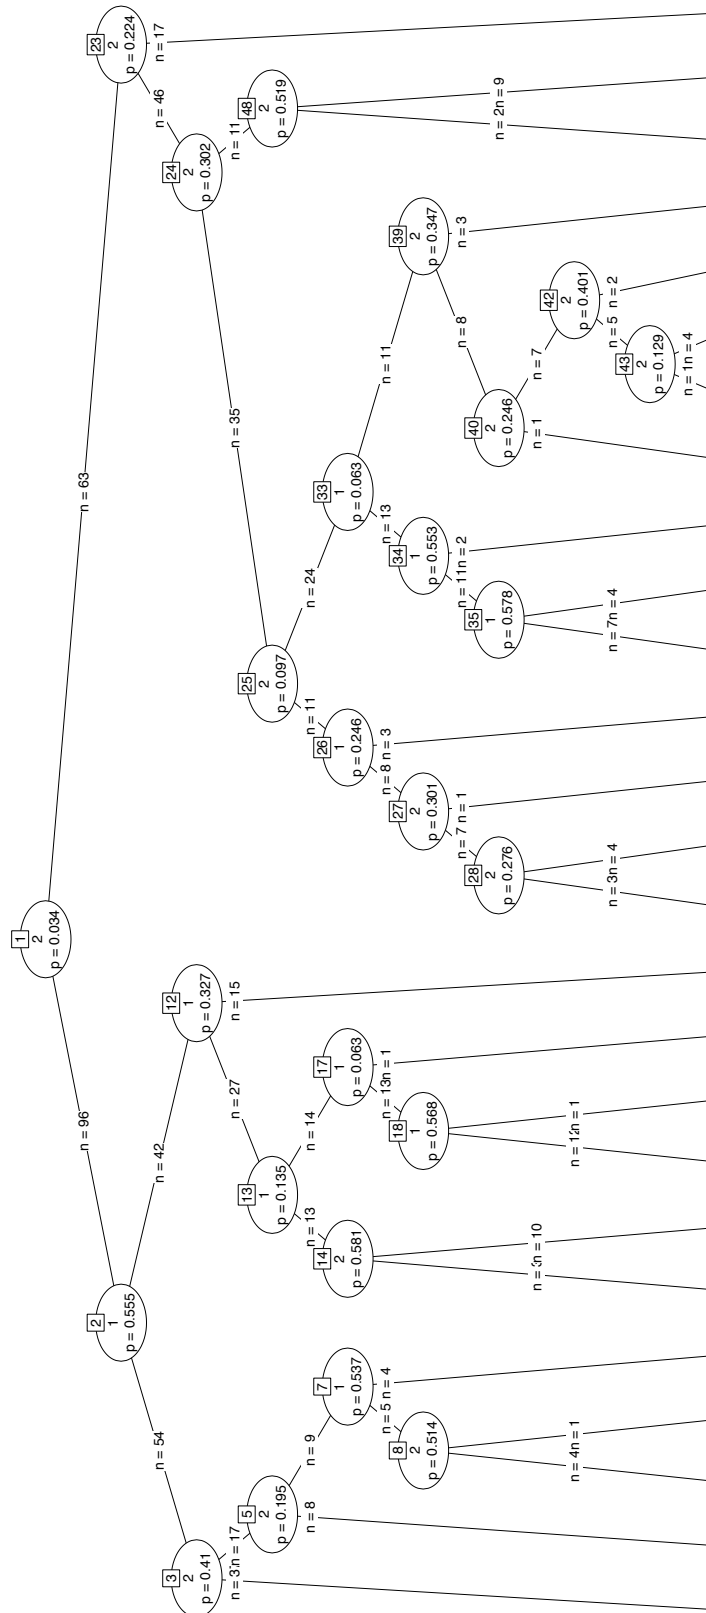 1
2
p = 0.034
n = 96
n = 63
2
1
p = 0.555
n = 54
n = 42
3
2
p = 0.41
n = 17
5
2
p = 0.195
n = 8
n = 9
7
1
p = 0.537
n = 5
n = 4
8
2
p = 0.514
n = 4
n = 1
12
1
p = 0.327
n = 27
n = 15
13
1
p = 0.135
n = 13
n = 14
14
2
p = 0.581
n = 10
17
1
p = 0.063
n = 13
n = 1
18
1
p = 0.568
n = 1
23
2
p = 0.224
n = 46
n = 17
24
2
p = 0.302
n = 35
n = 11
25
2
p = 0.097
n = 11
n = 24
26
1
p = 0.246
n = 8
n = 3
27
2
p = 0.301
n = 7
n = 1
28
2
p = 0.276
n = 3
n = 4
33
1
p = 0.063
n = 13
n = 11
34
1
p = 0.553
n = 11
n = 2
35
1
p = 0.578
n = 7
n = 4
39
2
p = 0.347
n = 8
n = 3
40
2
p = 0.246
n = 1
n = 7
42
2
p = 0.401
n = 5
n = 2
43
2
p = 0.129
n = 1
n = 4
48
2
p = 0.519
n = 2
n = 9